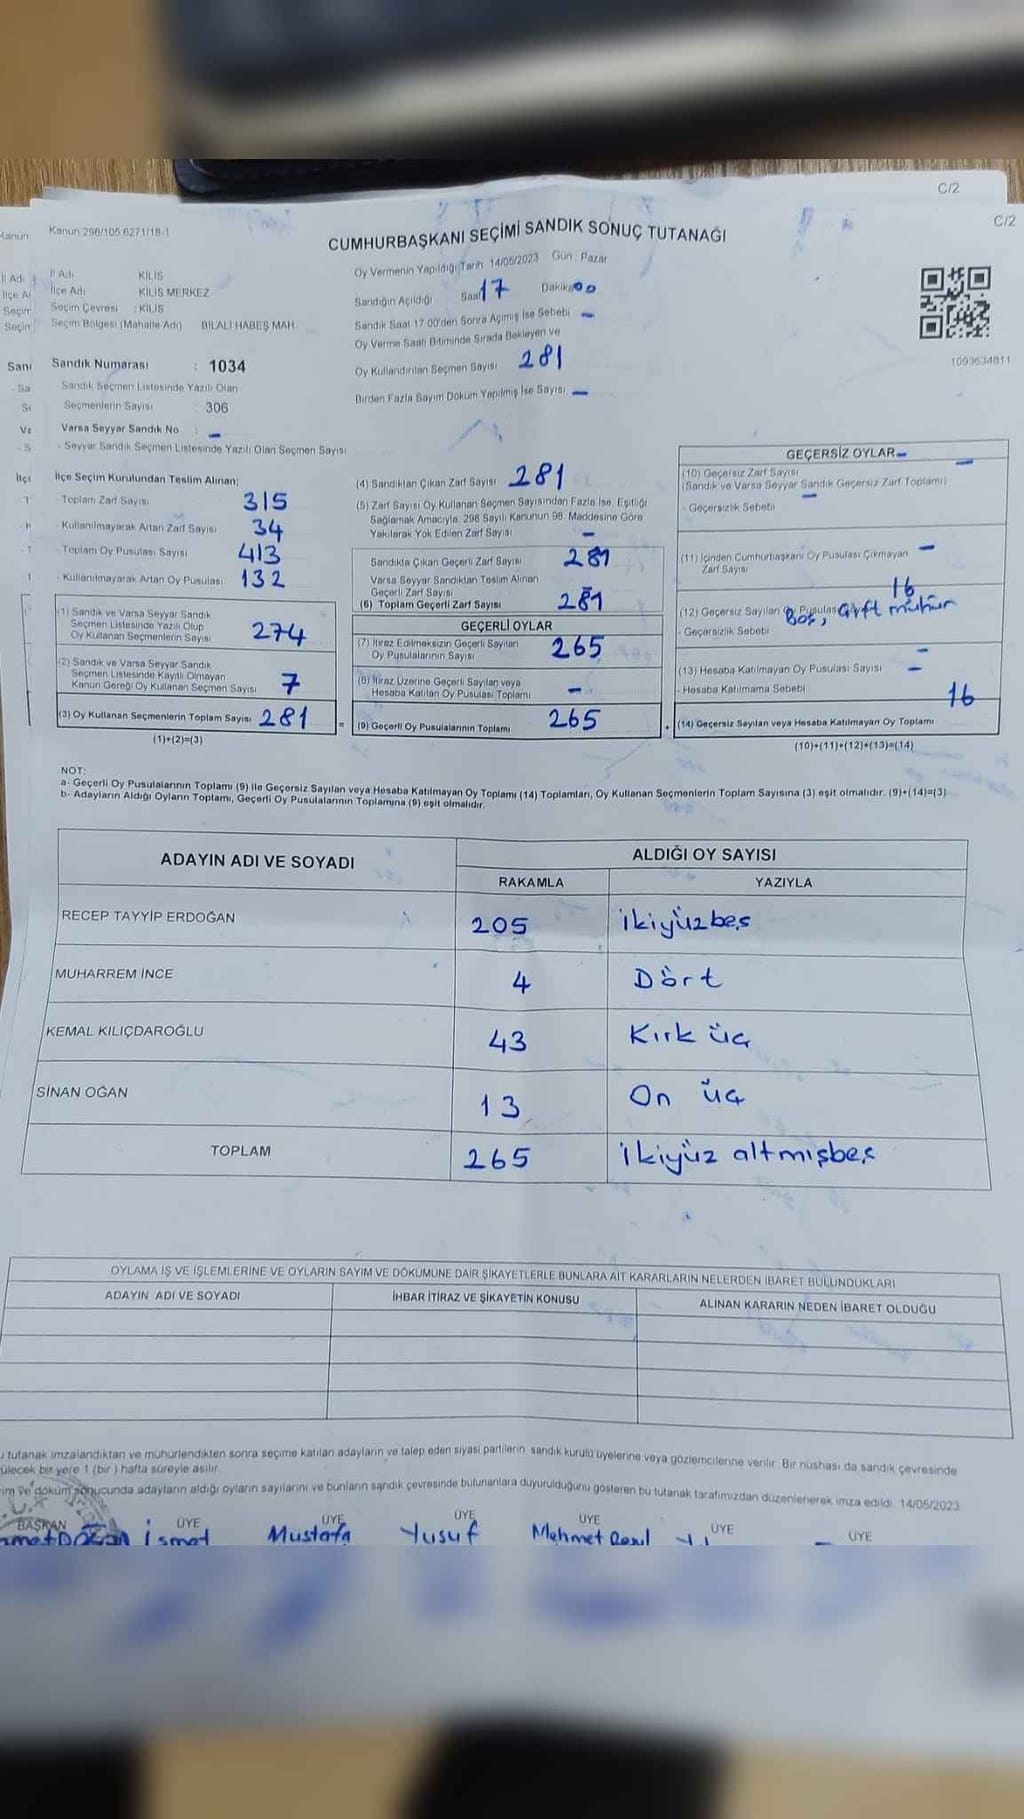 C/2
C/2
Kanun 298/105.6271/18-1
CUMHURBAŞKANI SEÇİMİ SANDIK SONUÇ TUTANAĞI
İl Adı KİLİS
İlçe Adı KİLİS MERKEZ
Seçim Çevresi : KİLİS
Seçim Bölgesi (Mahalle Adı) BİLALİ HABEŞ MAH.
Sandık Numarası : 1034
Sandık Seçmen Listesinde Yazılı Olan
Seçmenlerin Sayısı : 306
Varsa Seyyar Sandık No : -
- Seyyar Sandık Seçmen Listesinde Yazılı Olan Seçmen Sayısı
Oy Vermenin Yapıldığı Tarih 14/05/2023 Gün : Pazar
Sandığın Açıldığı Saat 17 Dakika 00
Sandık Saat 17:00'den Sonra Açımış İse Sebebi -
Oy Verme Saati Bitiminde Sırada Bekleyen ve
Oy Kullandırılan Seçmen Sayısı 281
Birden Fazla Sayım Döküm Yapılmış İse Sayısı -
1093634811
İlçe Seçim Kurulundan Teslim Alınan;
- Toplam Zarf Sayısı 315
- Kullanılmayarak Artan Zarf Sayısı 34
- Toplam Oy Pusulası Sayısı 413
- Kullanılmayarak Artan Oy Pusulası 132
(1) Sandık ve Varsa Seyyar Sandık
Seçmen Listesinde Yazılı Olup
Oy Kullanan Seçmenlerin Sayısı 274
(2) Sandık ve Varsa Seyyar Sandık
Seçmen Listesinde Kayıtlı Olmayan
Kanun Gereği Oy Kullanan Seçmen Sayısı 7
(3) Oy Kullanan Seçmenlerin Toplam Sayısı 281
(1)+(2)=(3)
(4) Sandıktan Çıkan Zarf Sayısı 281
(5) Zarf Sayısı Oy Kullanan Seçmen Sayısından Fazla İse, Eşitliği
Sağlamak Amacıyla, 298 Sayılı Kanunun 98. Maddesine Göre
Yakılarak Yok Edilen Zarf Sayısı -
Sandıkta Çıkan Geçerli Zarf Sayısı 281
Varsa Seyyar Sandıktan Teslim Alınan
Geçerli Zarf Sayısı -
(6) Toplam Geçerli Zarf Sayısı 281
GEÇERLİ OYLAR
(7) İtiraz Edilmeksizin Geçerli Sayılan
Oy Pusulalarının Sayısı 265
(8) İtiraz Üzerine Geçerli Sayılan veya
Hesaba Katılan Oy Pusulası Toplamı -
= (9) Geçerli Oy Pusulalarının Toplamı 265
GEÇERSİZ OYLAR -
(10) Geçersiz Zarf Sayısı -
(Sandık ve Varsa Seyyar Sandık Geçersiz Zarf Toplamı)
- Geçersizlik Sebebi -
(11) İçinden Cumhurbaşkanı Oy Pusulası Çıkmayan -
Zarf Sayısı
(12) Geçersiz Sayılan Oy Pusulas 16
- Geçersizlik Sebebi Boş, Çift mühür
(13) Hesaba Katılmayan Oy Pusulası Sayısı -
- Hesaba Katılmama Sebebi -
+ (14) Geçersiz Sayılan veya Hesaba Katılmayan Oy Toplamı 16
(10)+(11)+(12)+(13)=(14)
NOT:
a- Geçerli Oy Pusulalarının Toplamı (9) ile Geçersiz Sayılan veya Hesaba Katılmayan Oy Toplamı (14) Toplamları, Oy Kullanan Seçmenlerin Toplam Sayısına (3) eşit olmalıdır. (9)+(14)=(3)
b- Adayların Aldığı Oyların Toplamı, Geçerli Oy Pusulalarının Toplamına (9) eşit olmalıdır.
ADAYIN ADI VE SOYADI ALDIĞI OY SAYISI
RAKAMLA YAZIYLA
RECEP TAYYİP ERDOĞAN 205 ikiyüzbeş
MUHARREM İNCE 4 Dört
KEMAL KILIÇDAROĞLU 43 Kırk üç
SİNAN OĞAN 13 On üç
TOPLAM 265 ikiyüz altmışbeş
OYLAMA İŞ VE İŞLEMLERİNE VE OYLARIN SAYIM VE DÖKÜMÜNE DAİR ŞİKAYETLERLE BUNLARA AİT KARARLARIN NELERDEN İBARET BULUNDUKLARI
ADAYIN ADI VE SOYADI İHBAR İTİRAZ VE ŞİKAYETİN KONUSU ALINAN KARARIN NEDEN İBARET OLDUĞU
u tutanak imzalandıktan ve mühürlendikten sonra seçime katılan adayların ve talep eden siyasi partilerin sandık kurulu üyelerine veya gözlemcilerine verilir. Bir nüshası da sandık çevresinde
ülecek bir yere 1 (bir ) hafta süreyle asılır.
ım ve döküm sonucunda adayların aldığı oyların sayılarını ve bunların sandık çevresinde bulunanlara duyurulduğunu gösteren bu tutanak tarafımızdan düzenlenerek imza edildi. 14/05/2023
BAŞKAN ÜYE ÜYE ÜYE ÜYE ÜYE ÜYE
DOĞAN İsmet Mustafa Yusuf Mehmet